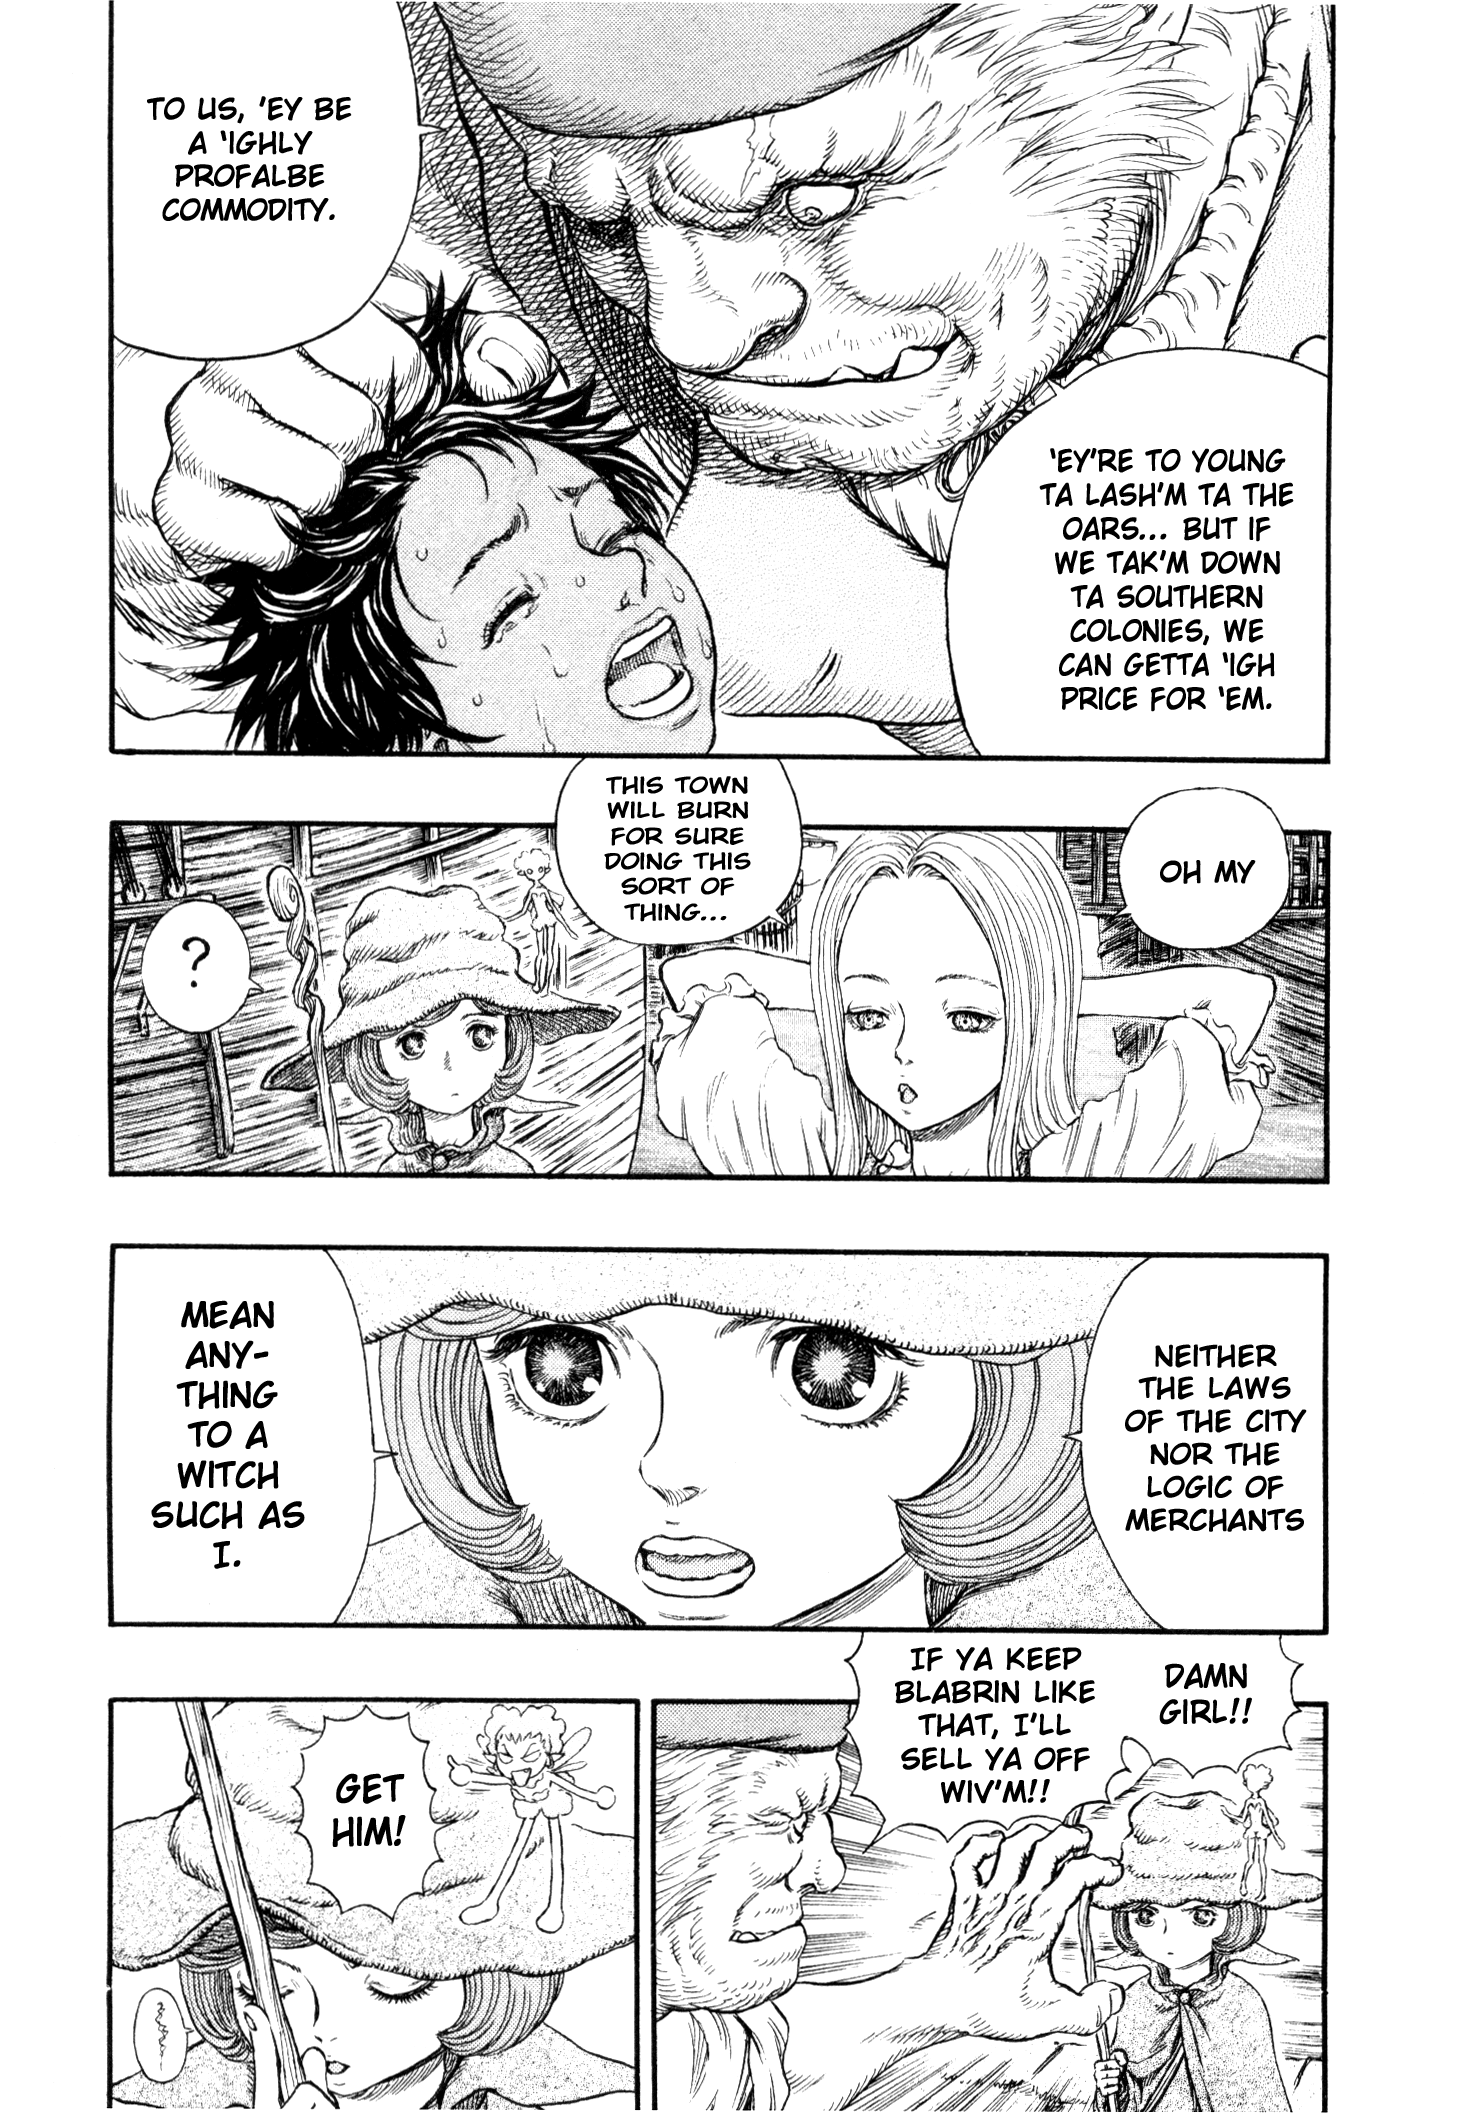 'EY'RE TO YOUNG
TA LASH'M TA THE
OARS... BUT IF
WE TAK'M DOWN
TA SOUTHERN
COLONIES, WE
CAN GETTA 'IGH
PRICE FOR 'EM.
TO US, 'EY BE
A 'IGHLY
PROFALBE
COMMODITY.
OH MY
THIS TOWN
WILL BURN
FOR SURE
DOING THIS
SORT OF
THING...
?
NEITHER
THE LAWS
OF THE CITY
NOR THE
LOGIC OF
MERCHANTS
MEAN
ANY-
THING
TO A
WITCH
SUCH AS
I.
DAMN
GIRL!!
IF YA KEEP
BLABRIN LIKE
THAT, I'LL
SELL YA OFF
WIV'M!!
GET
HIM!